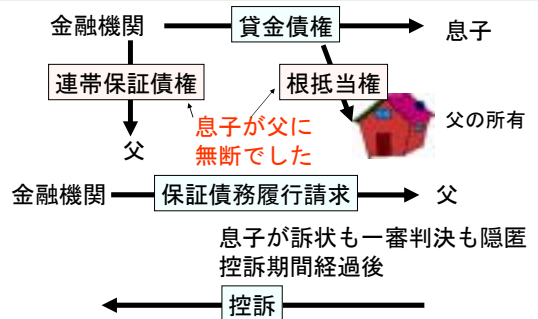 金融機関 貸金債権 息子
連帯保証債権 根抵当権
息子が父に 父の所有
無断でした
父
金融機関 保証債務履行請求 父
息子が訴状も一審判決も隠匿
控訴期間経過後
控訴